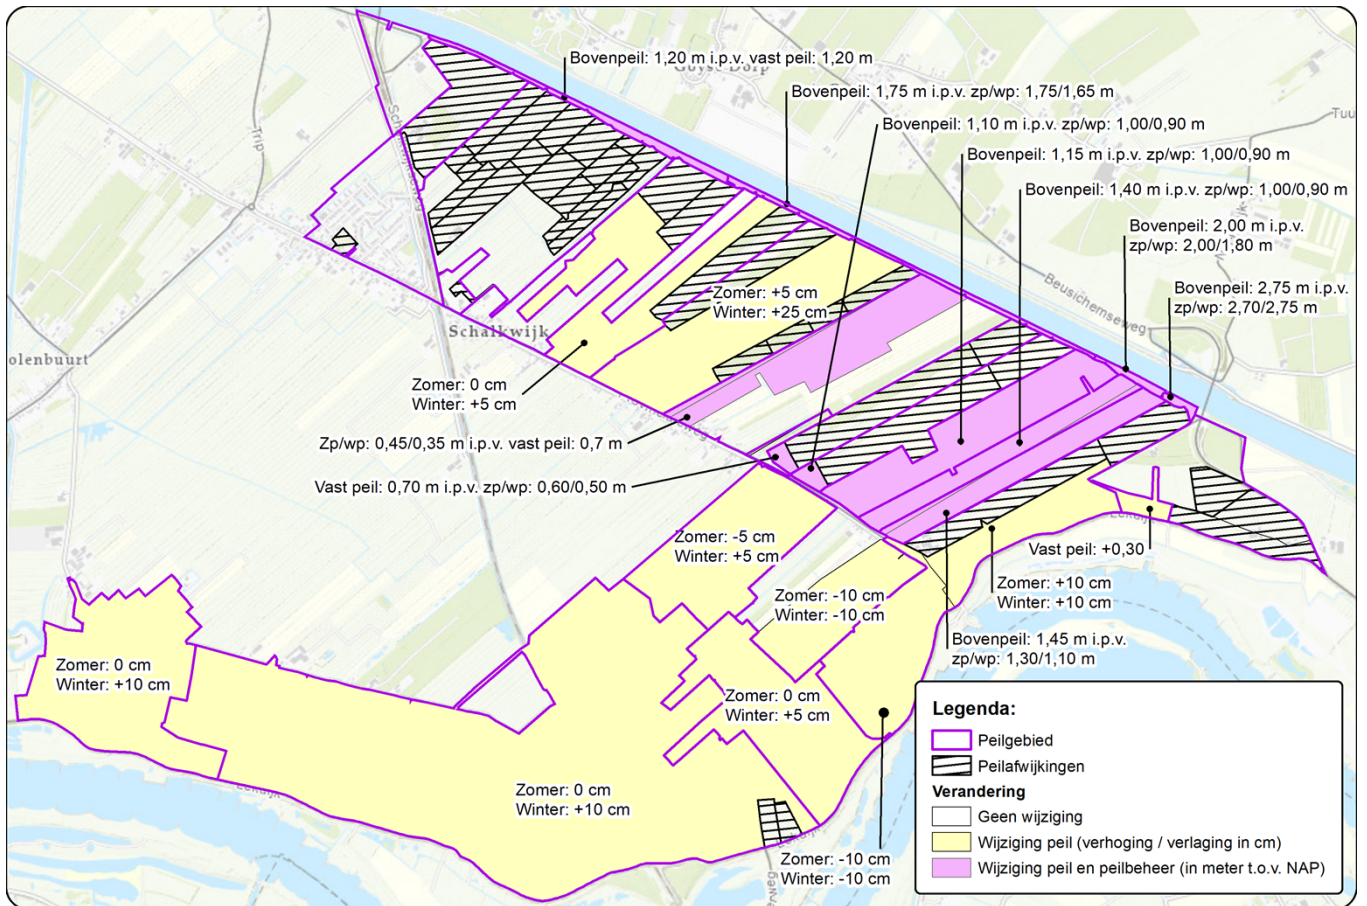 Bovenpeil: 1,20 m i.p.v. vast peil: 1,20 m
Bovenpeil: 1,75 m i.p.v. zp/wp: 1,75/1,65 m
Bovenpeil: 1,10 m i.p.v. zp/wp: 1,00/0,90 m
Bovenpeil: 1,15 m i.p.v. zp/wp: 1,00/0,90 m
Bovenpeil: 1,40 m i.p.v. zp/wp: 1,00/0,90 m
Bovenpeil: 2,00 m i.p.v.
zp/wp: 2,00/1,80 m
Bovenpeil: 2,75 m i.p.v.
zp/wp: 2,70/2,75 m
Trip
Beusichemseweg
Zomer: +5 cm
Winter: +25 cm
Schalkwijk
olenbuurt
Zomer: 0 cm
Winter: +5 cm
Zp/wp: 0,45/0,35 m i.p.v. vast peil: 0,7 m
Vast peil: 0,70 m i.p.v. zp/wp: 0,60/0,50 m
Zomer: -5 cm
Winter: +5 cm
Vast peil: +0,30
Zomer: +10 cm
Winter: +10 cm
Zomer: -10 cm
Winter: -10 cm
Bovenpeil: 1,45 m i.p.v.
zp/wp: 1,30/1,10 m
Zomer: 0 cm
Winter: +10 cm
Zomer: 0 cm
Winter: +5 cm
Zomer: 0 cm
Winter: +10 cm
Zomer: -10 cm
Winter: -10 cm
Legenda:
Peilgebied
Peilafwijkingen
Verandering
Geen wijziging
Wijziging peil (verhoging / verlaging in cm)
Wijziging peil en peilbeheer (in meter t.o.v. NAP)